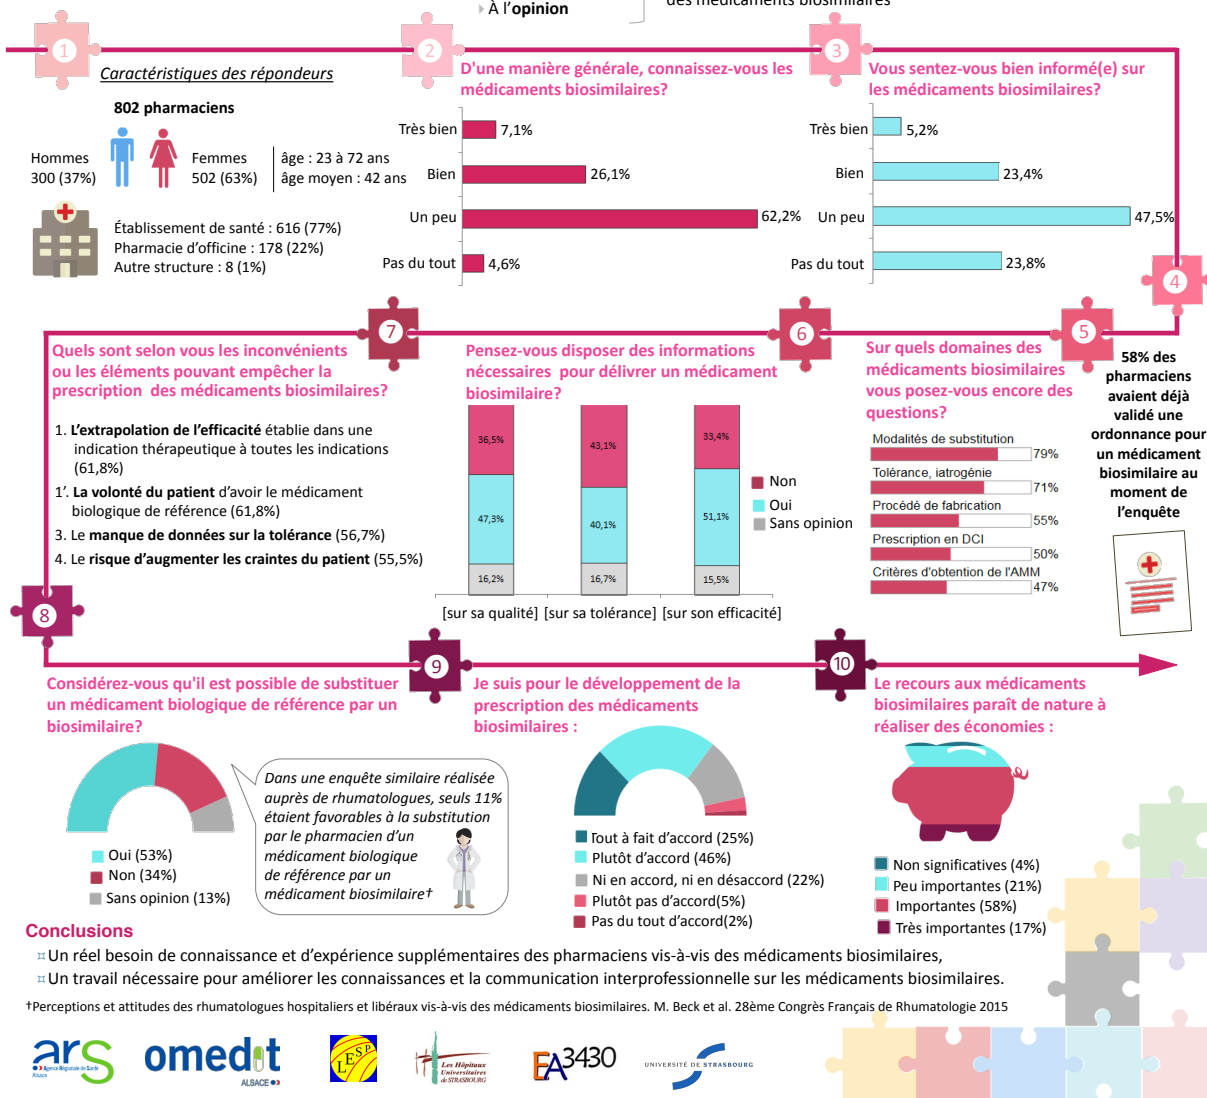 À l'opinion
des médicaments biosimilaires
1
Caractéristiques des répondeurs
802 pharmaciens
Hommes
300 (37%)
Femmes
502 (63%)
âge : 23 à 72 ans
âge moyen : 42 ans
Établissement de santé : 616 (77%)
Pharmacie d'officine : 178 (22%)
Autre structure : 8 (1%)
2
D'une manière générale, connaissez-vous les
médicaments biosimilaires?
Très bien 7,1%
Bien 26,1%
Un peu 62,2%
Pas du tout 4,6%
3
Vous sentez-vous bien informé(e) sur
les médicaments biosimilaires?
Très bien 5,2%
Bien 23,4%
Un peu 47,5%
Pas du tout 23,8%
4
58% des
pharmaciens
avaient déjà
validé une
ordonnance pour
un médicament
biosimilaire au
moment de
l'enquête
5
Sur quels domaines des
médicaments biosimilaires
vous posez-vous encore des
questions?
Modalités de substitution
79%
Tolérance, iatrogénie
71%
Procédé de fabrication
55%
Prescription en DCI
50%
Critères d'obtention de l'AMM
47%
6
Pensez-vous disposer des informations
nécessaires pour délivrer un médicament
biosimilaire?
36,5% 43,1% 33,4%
47,3% 40,1% 51,1%
16,2% 16,7% 15,5%
Non
Oui
Sans opinion
[sur sa qualité] [sur sa tolérance] [sur son efficacité]
7
Quels sont selon vous les inconvénients
ou les éléments pouvant empêcher la
prescription des médicaments biosimilaires?
1. L'extrapolation de l'efficacité établie dans une
indication thérapeutique à toutes les indications
(61,8%)
1'. La volonté du patient d'avoir le médicament
biologique de référence (61,8%)
3. Le manque de données sur la tolérance (56,7%)
4. Le risque d'augmenter les craintes du patient (55,5%)
8
Considérez-vous qu'il est possible de substituer
un médicament biologique de référence par un
biosimilaire?
Oui (53%)
Non (34%)
Sans opinion (13%)
Dans une enquête similaire réalisée
auprès de rhumatologues, seuls 11%
étaient favorables à la substitution
par le pharmacien d'un
médicament biologique
de référence par un
médicament biosimilaire†
9
Je suis pour le développement de la
prescription des médicaments
biosimilaires :
Tout à fait d'accord (25%)
Plutôt d'accord (46%)
Ni en accord, ni en désaccord (22%)
Plutôt pas d'accord(5%)
Pas du tout d'accord(2%)
10
Le recours aux médicaments
biosimilaires paraît de nature à
réaliser des économies :
Non significatives (4%)
Peu importantes (21%)
Importantes (58%)
Très importantes (17%)
Conclusions
Un réel besoin de connaissance et d'expérience supplémentaires des pharmaciens vis-à-vis des médicaments biosimilaires,
Un travail nécessaire pour améliorer les connaissances et la communication interprofessionnelle sur les médicaments biosimilaires.
†Perceptions et attitudes des rhumatologues hospitaliers et libéraux vis-à-vis des médicaments biosimilaires. M. Beck et al. 28ème Congrès Français de Rhumatologie 2015
ars
Agence Régionale de Santé
Alsace
omedit
ALSACE
LESP
Les Hôpitaux
Universitaires
de STRASBOURG
EA3430
UNIVERSITÉ DE STRASBOURG